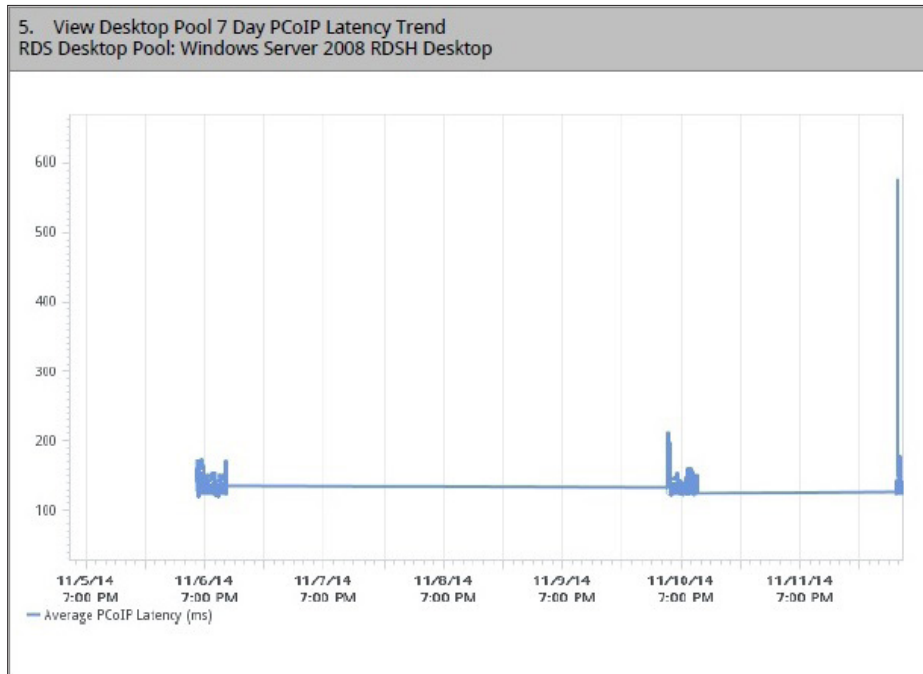 5. View Desktop Pool 7 Day PCoIP Latency Trend
RDS Desktop Pool: Windows Server 2008 RDSH Desktop
600
500
400
300
200
100
11/5/14 11/6/14 11/7/14 11/8/14 11/9/14 11/10/14 11/11/14
7:00 PM 7:00 PM 7:00 PM 7:00 PM 7:00 PM 7:00 PM 7:00 PM
Average PCoIP Latency (ms)